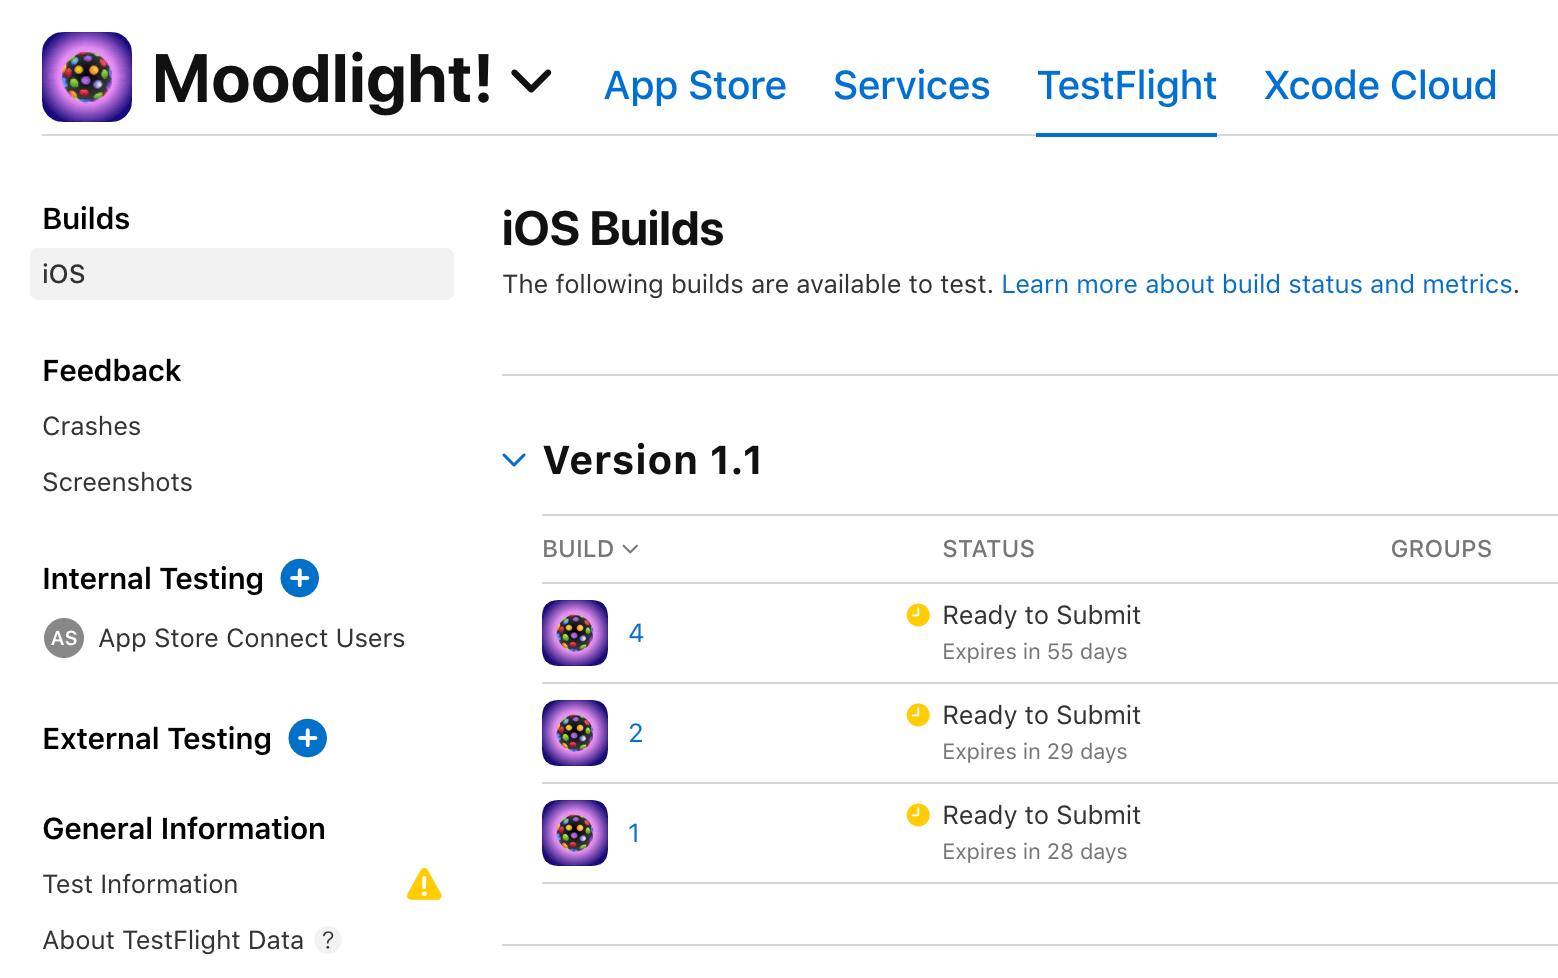 Moodlight!
App Store
Services
TestFlight
Xcode Cloud
Builds
iOS
Feedback
Crashes
Screenshots
Internal Testing
AS App Store Connect Users
External Testing
General Information
Test Information
About TestFlight Data ?
iOS Builds
The following builds are available to test. Learn more about build status and metrics.
Version 1.1
BUILD STATUS GROUPS
4 Ready to Submit
Expires in 55 days
2 Ready to Submit
Expires in 29 days
1 Ready to Submit
Expires in 28 days